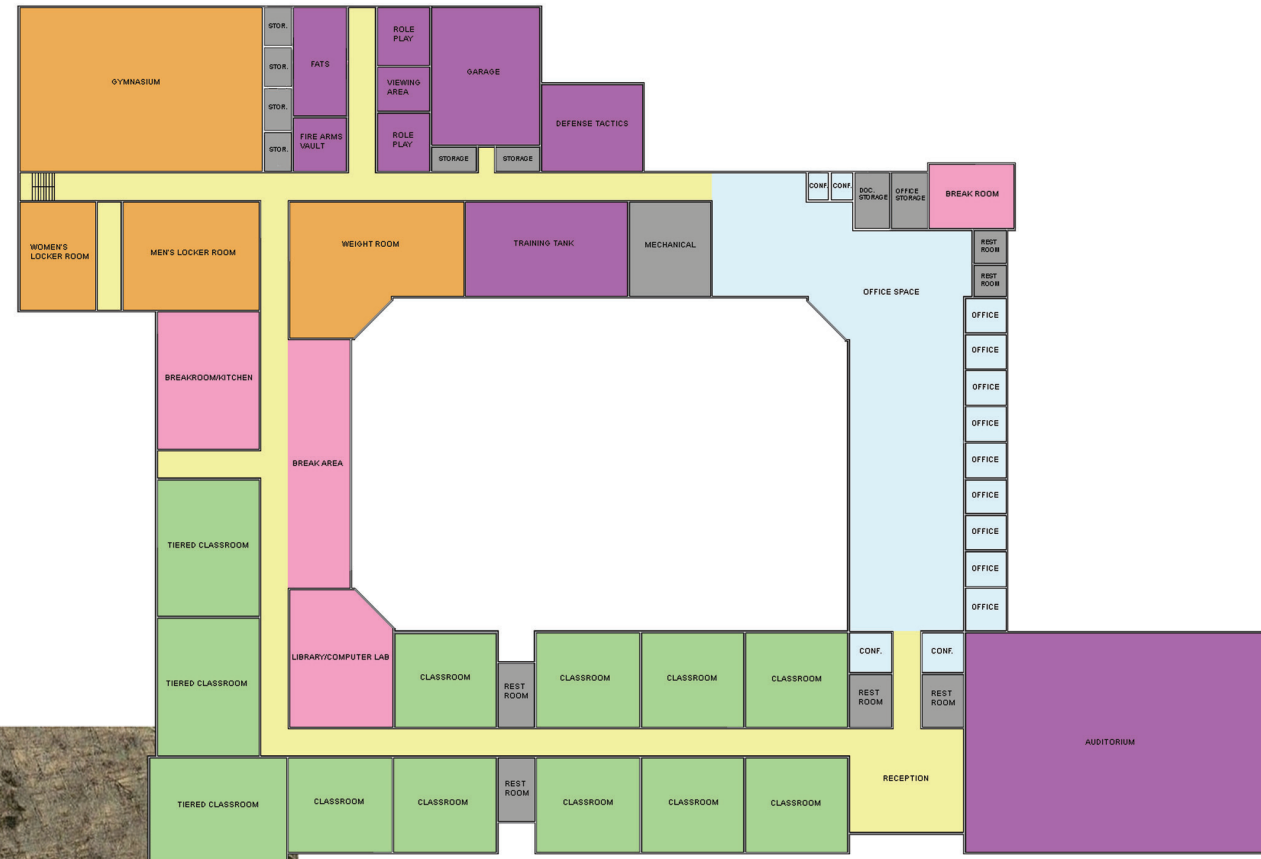 STOR.
FATS
ROLE
PLAY
GARAGE
STOR.
GYMNASIUM
VIEWING
AREA
STOR.
DEFENSE TACTICS
FIRE ARMS
VAULT
ROLE
PLAY
STOR.
STORAGE
STORAGE
CONF.
CONF.
DOC.
STORAGE
OFFICE
STORAGE
BREAK ROOM
WOMEN'S
LOCKER ROOM
MEN'S LOCKER ROOM
WEIGHT ROOM
TRAINING TANK
MECHANICAL
REST
ROOM
REST
ROOM
OFFICE SPACE
OFFICE
OFFICE
BREAKROOM/KITCHEN
OFFICE
OFFICE
BREAK AREA
OFFICE
OFFICE
TIERED CLASSROOM
OFFICE
OFFICE
OFFICE
CONF.
CONF.
LIBRARY/COMPUTER LAB
CLASSROOM
REST
ROOM
CLASSROOM
CLASSROOM
CLASSROOM
TIERED CLASSROOM
REST
ROOM
REST
ROOM
AUDITORIUM
RECEPTION
TIERED CLASSROOM
CLASSROOM
CLASSROOM
REST
ROOM
CLASSROOM
CLASSROOM
CLASSROOM